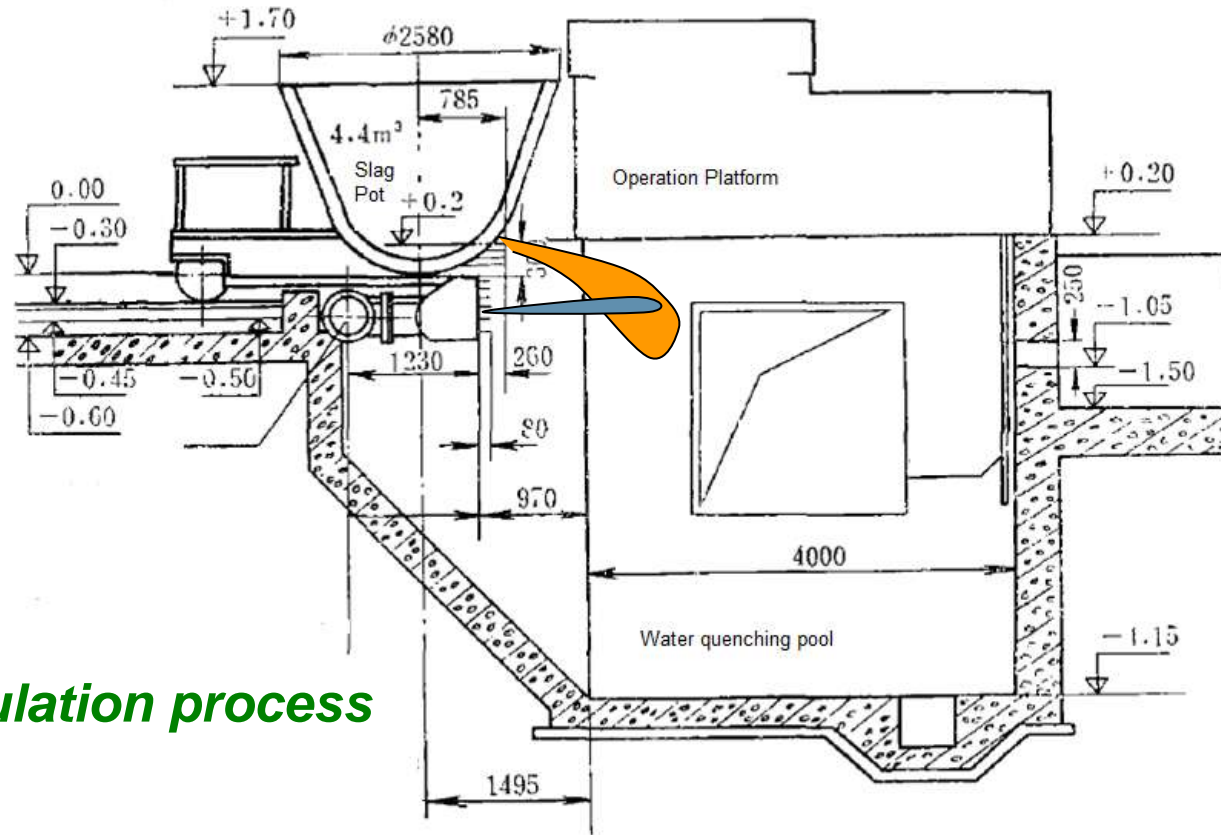 +1.70
ϕ2580
785
4.4m³
Slag
Pot
Operation Platform
+0.20
0.00
+0.2
-0.30
250
-1.05
1230
260
-0.45
-0.50
-1.50
-0.60
80
970
4000
Water quenching pool
ulation process
1495